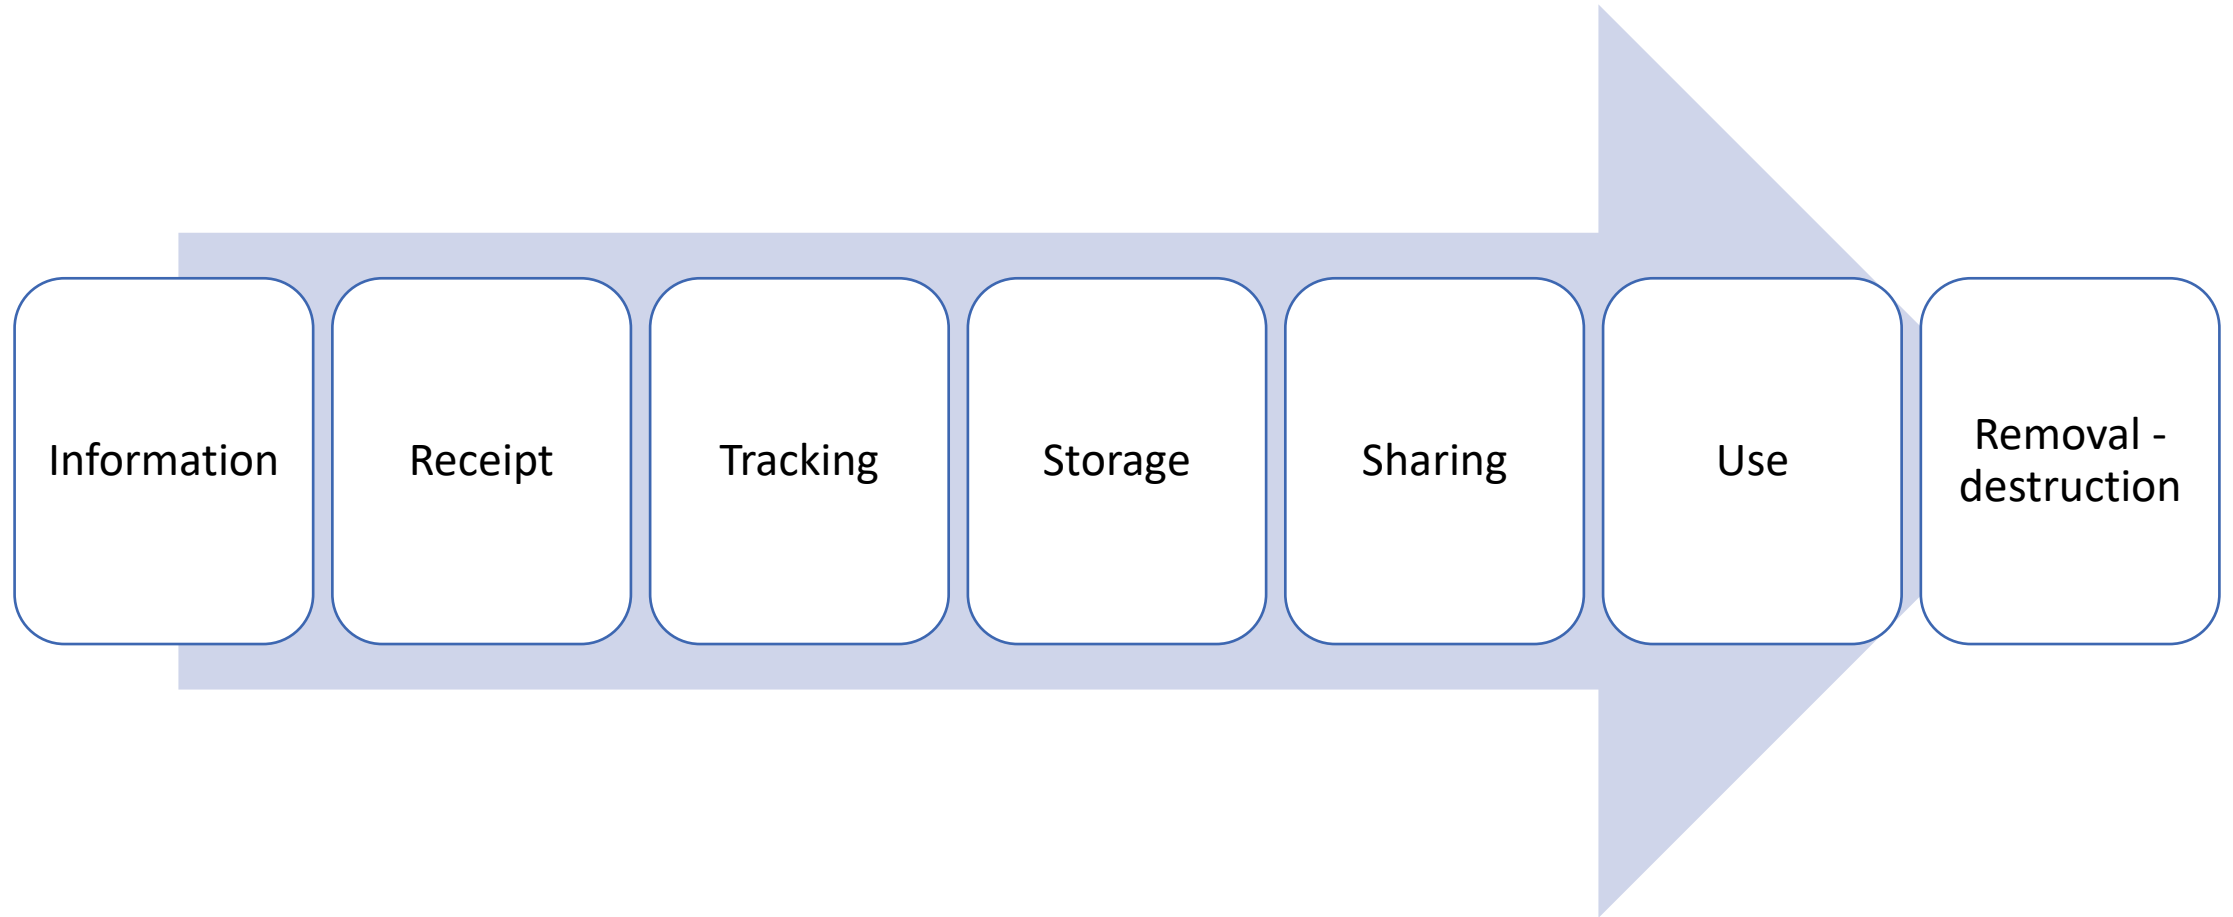 Information
Receipt
Tracking
Storage
Sharing
Use
Removal -
destruction